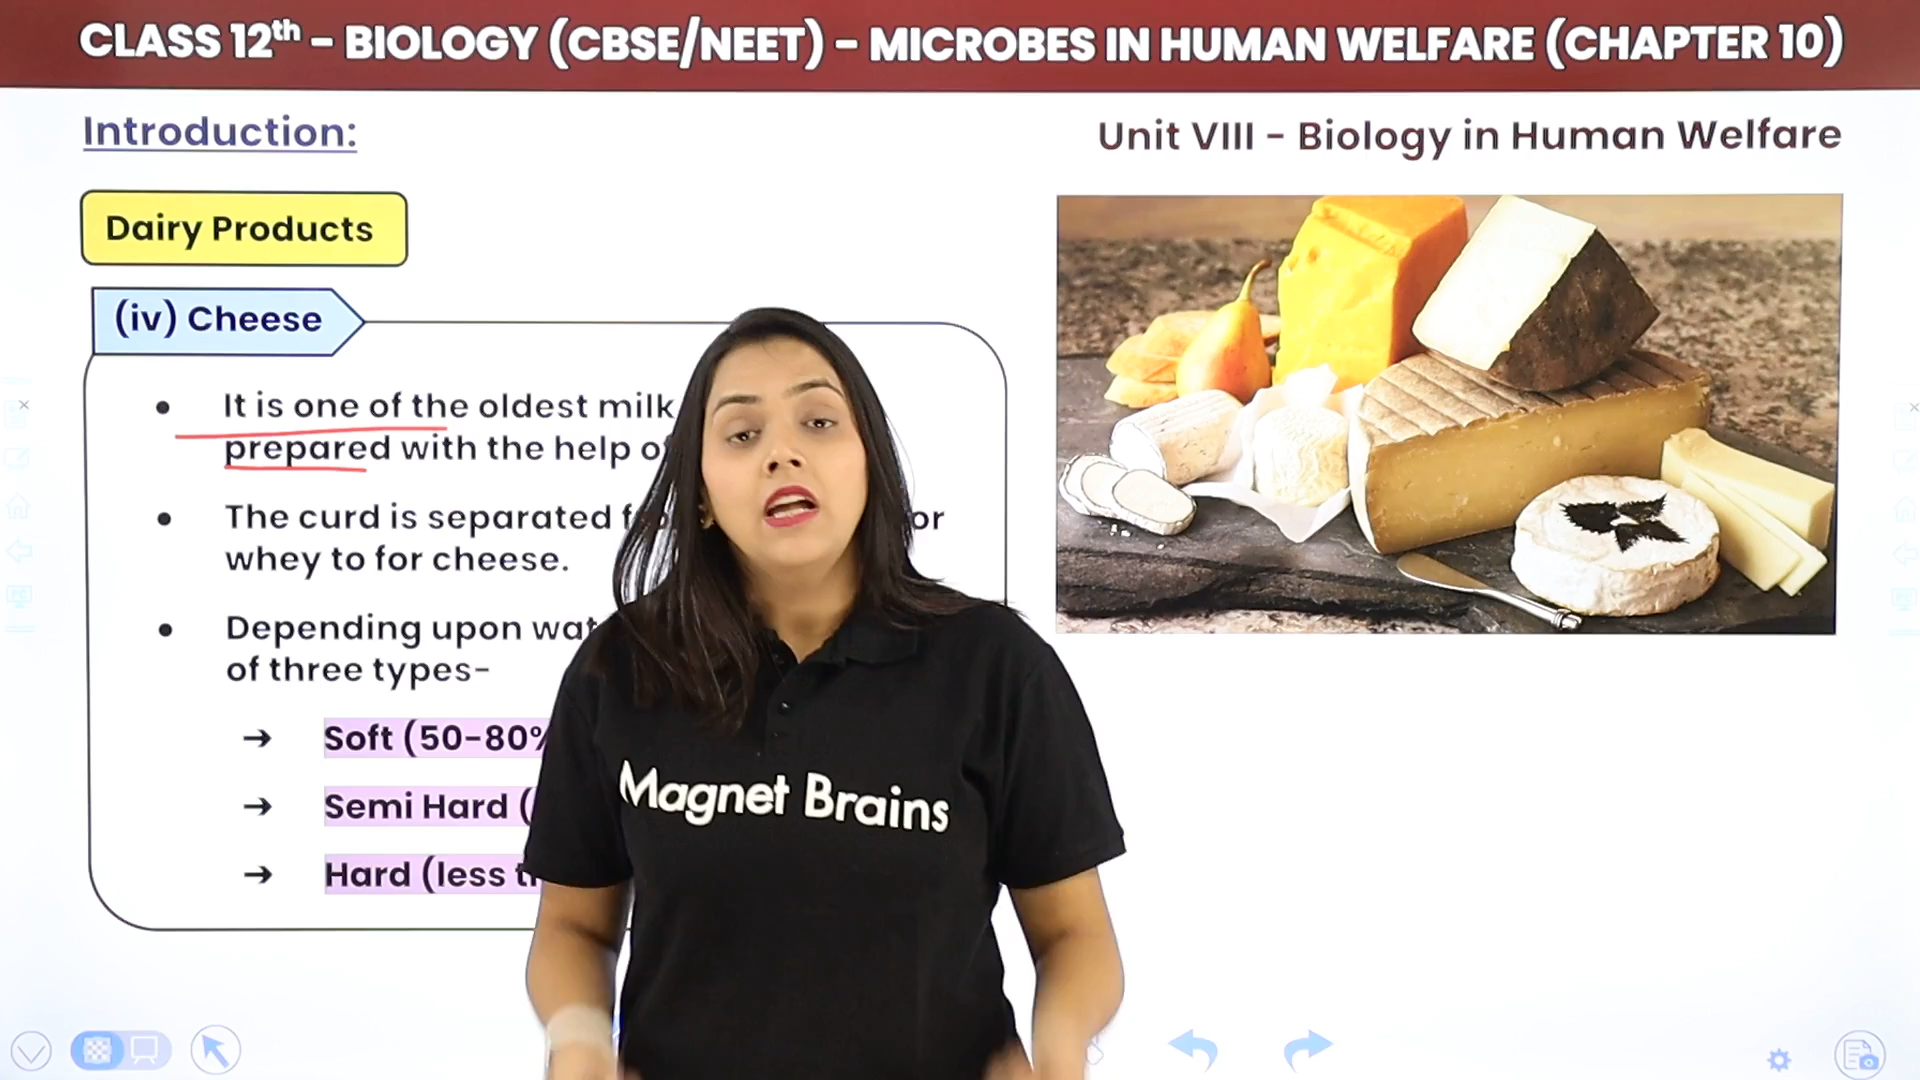 CLASS 12th – BIOLOGY (CBSE/NEET) – MICROBES IN HUMAN WELFARE (CHAPTER 10)
Introduction:
Unit VIII – Biology in Human Welfare
Dairy Products
(iv) Cheese
• It is one of the oldest milk
prepared with the help
• The curd is separated or
whey to for cheese.
• Depending upon
of three types-
→ Soft (50-80%
→ Semi Hard (
→ Hard (less
Magnet Brains